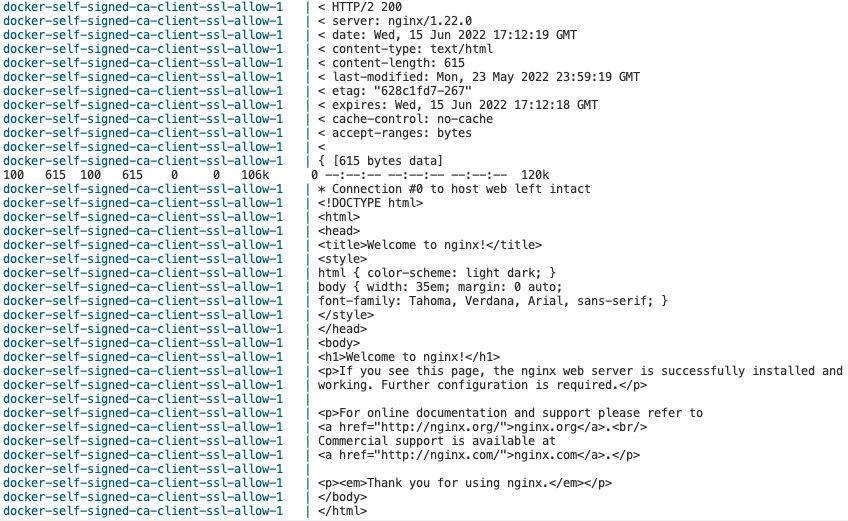 docker-self-signed-ca-client-ssl-allow-1   | < HTTP/2 200
docker-self-signed-ca-client-ssl-allow-1   | < server: nginx/1.22.0
docker-self-signed-ca-client-ssl-allow-1   | < date: Wed, 15 Jun 2022 17:12:19 GMT
docker-self-signed-ca-client-ssl-allow-1   | < content-type: text/html
docker-self-signed-ca-client-ssl-allow-1   | < content-length: 615
docker-self-signed-ca-client-ssl-allow-1   | < last-modified: Mon, 23 May 2022 23:59:19 GMT
docker-self-signed-ca-client-ssl-allow-1   | < etag: "628c1fd7-267"
docker-self-signed-ca-client-ssl-allow-1   | < expires: Wed, 15 Jun 2022 17:12:18 GMT
docker-self-signed-ca-client-ssl-allow-1   | < cache-control: no-cache
docker-self-signed-ca-client-ssl-allow-1   | < accept-ranges: bytes
docker-self-signed-ca-client-ssl-allow-1   | <
docker-self-signed-ca-client-ssl-allow-1   | { [615 bytes data]
100   615  100   615    0     0   106k      0 --:--:-- --:--:-- --:--:--  120k
docker-self-signed-ca-client-ssl-allow-1   | * Connection #0 to host web left intact
docker-self-signed-ca-client-ssl-allow-1   | <!DOCTYPE html>
docker-self-signed-ca-client-ssl-allow-1   | <html>
docker-self-signed-ca-client-ssl-allow-1   | <head>
docker-self-signed-ca-client-ssl-allow-1   | <title>Welcome to nginx!</title>
docker-self-signed-ca-client-ssl-allow-1   | <style>
docker-self-signed-ca-client-ssl-allow-1   | html { color-scheme: light dark; }
docker-self-signed-ca-client-ssl-allow-1   | body { width: 35em; margin: 0 auto;
docker-self-signed-ca-client-ssl-allow-1   | font-family: Tahoma, Verdana, Arial, sans-serif; }
docker-self-signed-ca-client-ssl-allow-1   | </style>
docker-self-signed-ca-client-ssl-allow-1   | </head>
docker-self-signed-ca-client-ssl-allow-1   | <body>
docker-self-signed-ca-client-ssl-allow-1   | <h1>Welcome to nginx!</h1>
docker-self-signed-ca-client-ssl-allow-1   | <p>If you see this page, the nginx web server is successfully installed and
docker-self-signed-ca-client-ssl-allow-1   | working. Further configuration is required.</p>
docker-self-signed-ca-client-ssl-allow-1   |
docker-self-signed-ca-client-ssl-allow-1   | <p>For online documentation and support please refer to
docker-self-signed-ca-client-ssl-allow-1   | <a href="http://nginx.org/">nginx.org</a>.<br/>
docker-self-signed-ca-client-ssl-allow-1   | Commercial support is available at
docker-self-signed-ca-client-ssl-allow-1   | <a href="http://nginx.com/">nginx.com</a>.</p>
docker-self-signed-ca-client-ssl-allow-1   |
docker-self-signed-ca-client-ssl-allow-1   | <p><em>Thank you for using nginx.</em></p>
docker-self-signed-ca-client-ssl-allow-1   | </body>
docker-self-signed-ca-client-ssl-allow-1   | </html>